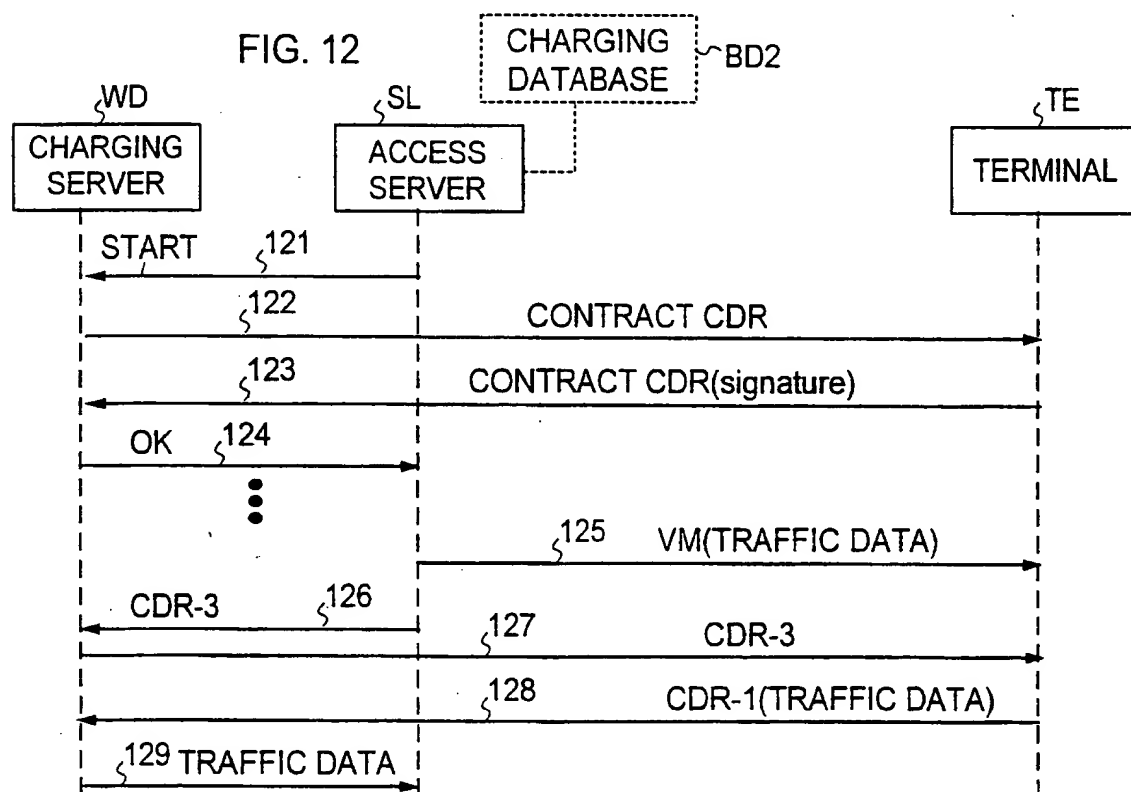 FIG. 12
CHARGING
DATABASE
BD2
WD
SL
TE
CHARGING
SERVER
ACCESS
SERVER
TERMINAL
START
121
122
CONTRACT CDR
123
CONTRACT CDR(signature)
OK
124
125
VM(TRAFFIC DATA)
CDR-3
126
127
CDR-3
128
CDR-1(TRAFFIC DATA)
129 TRAFFIC DATA